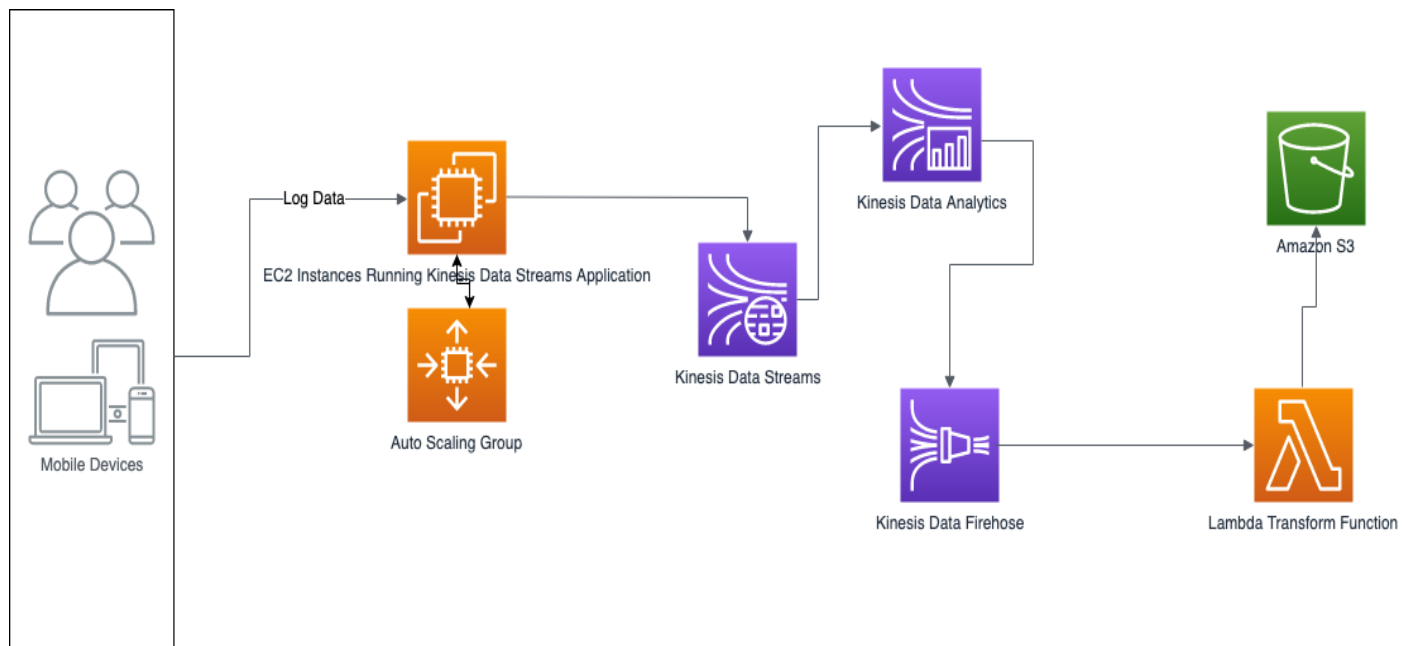 Mobile Devices
Log Data
EC2 Instances Running Kinesis Data Streams Application
Auto Scaling Group
Kinesis Data Streams
Kinesis Data Analytics
Kinesis Data Firehose
Amazon S3
Lambda Transform Function